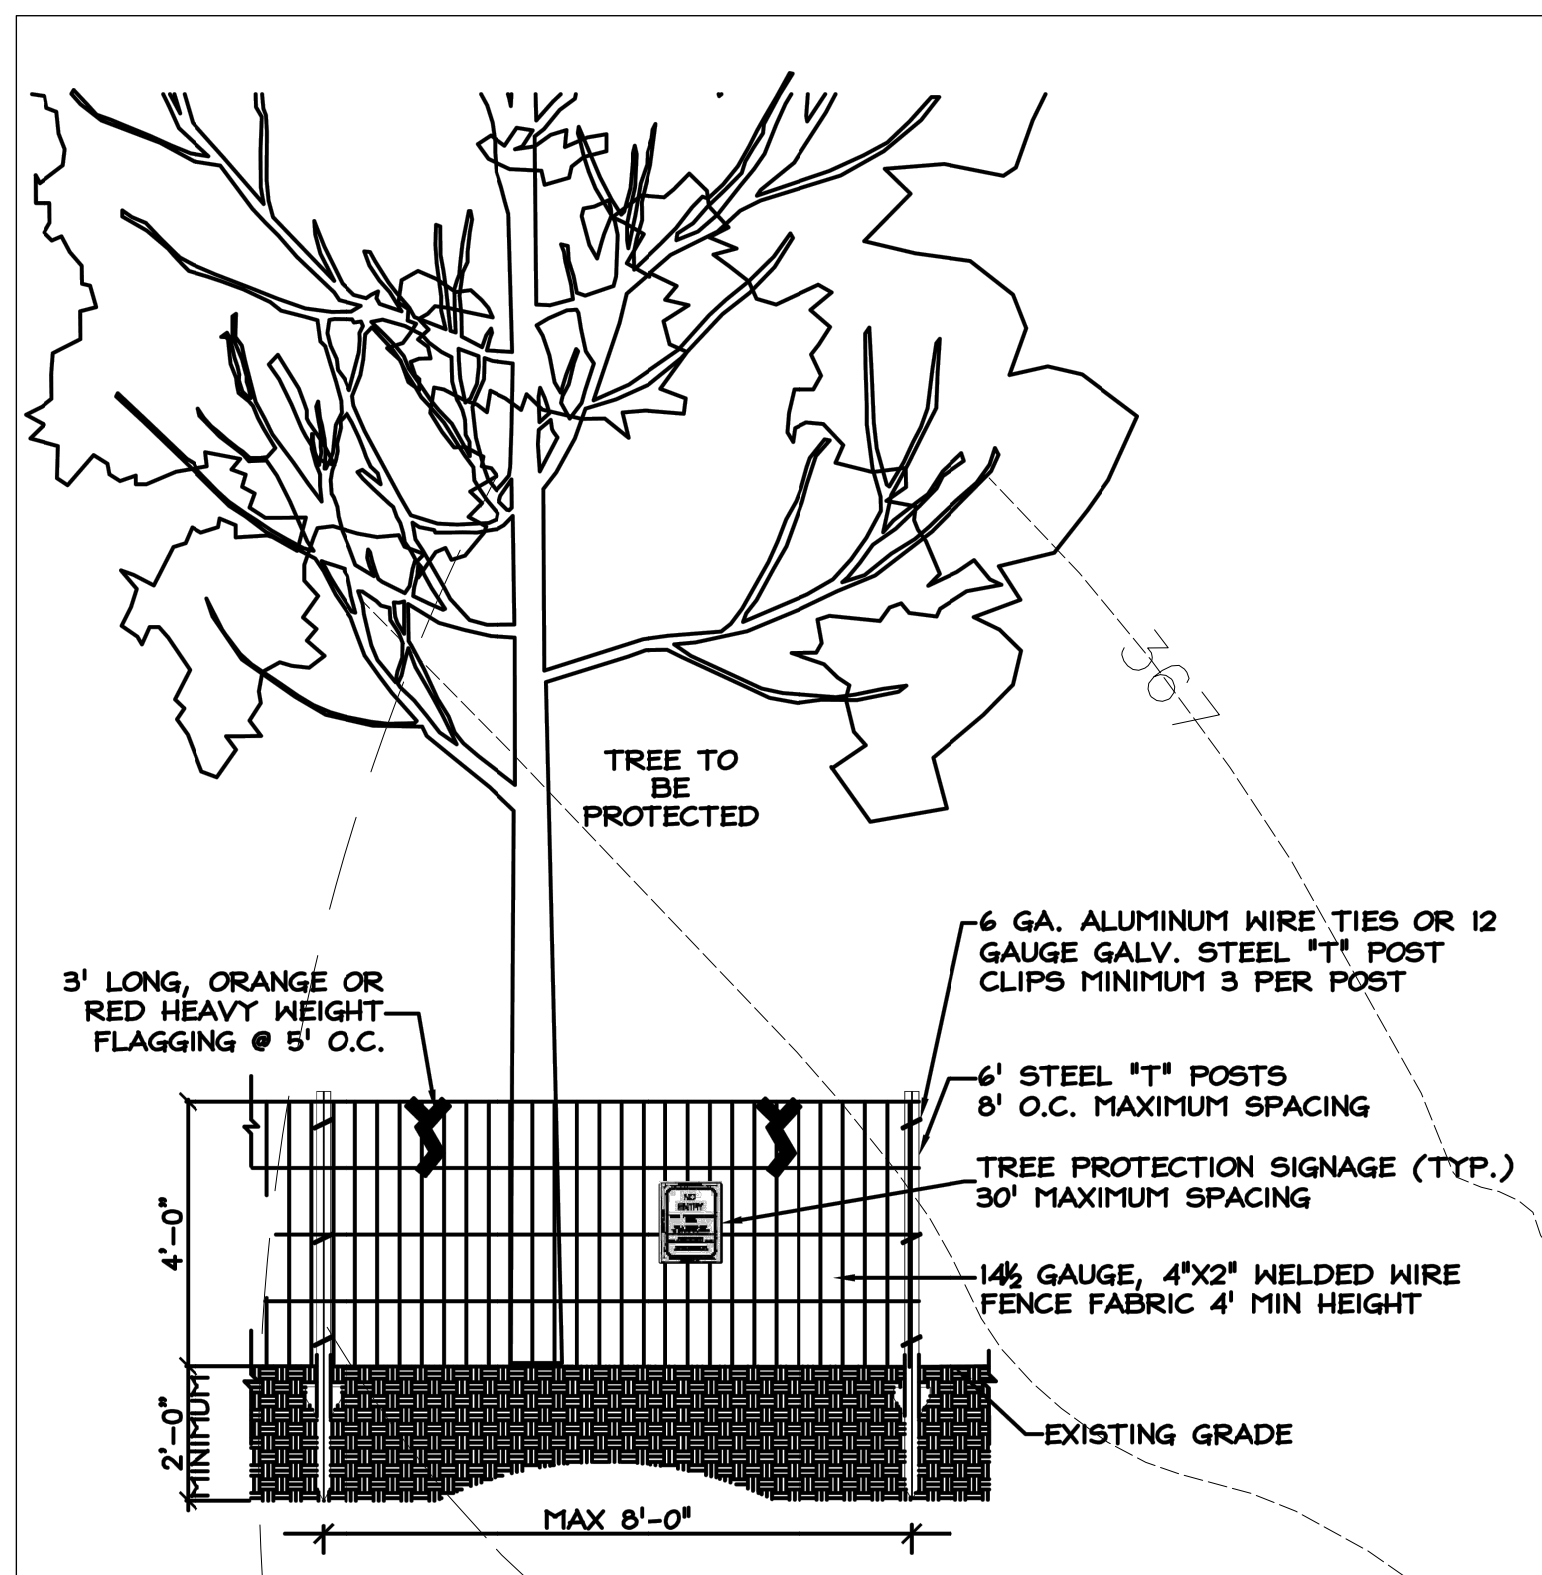 367
TREE TO
BE
PROTECTED
3' LONG, ORANGE OR
RED HEAVY WEIGHT
FLAGGING @ 5' O.C.
6 GA. ALUMINUM WIRE TIES OR 12
GAUGE GALV. STEEL "T" POST
CLIPS MINIMUM 3 PER POST
6' STEEL "T" POSTS
8' O.C. MAXIMUM SPACING
TREE PROTECTION SIGNAGE (TYP.)
30' MAXIMUM SPACING
NO
ENTRY
14½ GAUGE, 4"X2" WELDED WIRE
FENCE FABRIC 4' MIN HEIGHT
4'-0"
2'-0"
MINIMUM
EXISTING GRADE
MAX 8'-0"